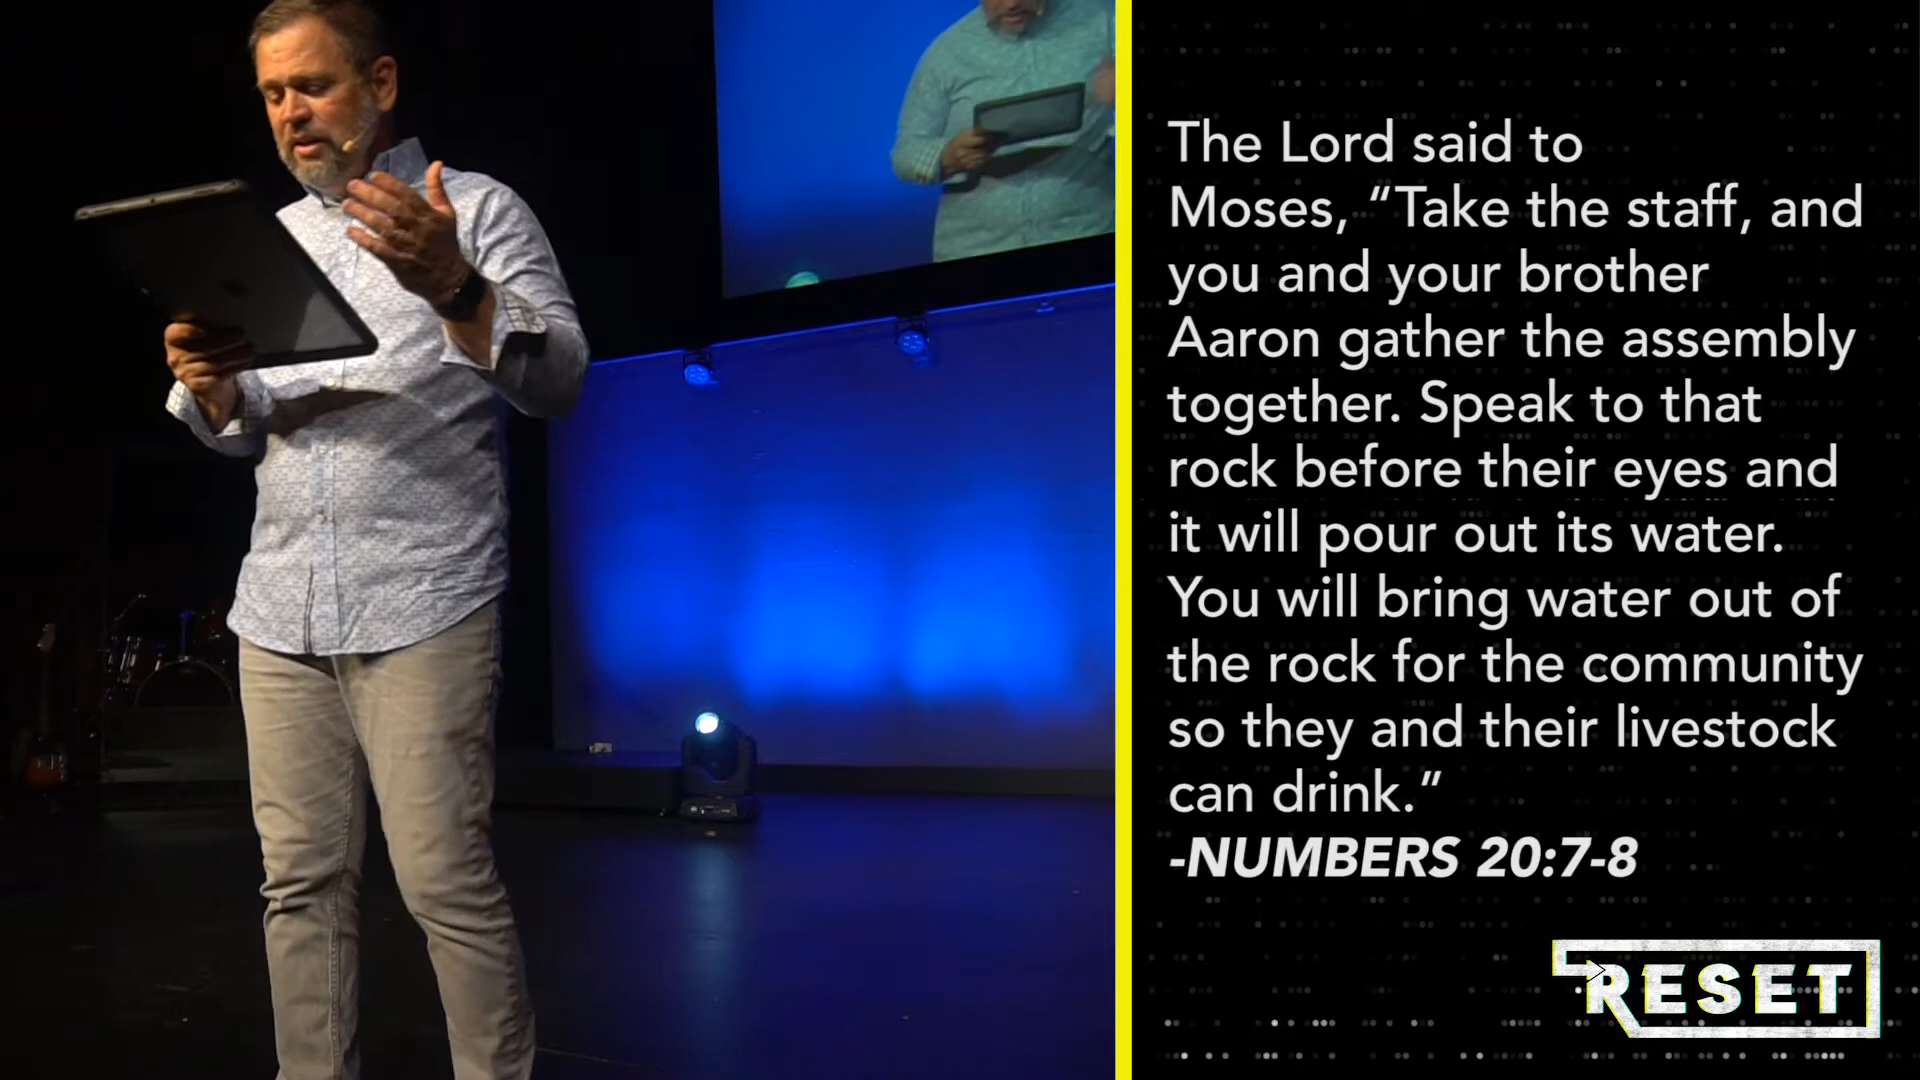 The Lord said to
Moses, “Take the staff, and
you and your brother
Aaron gather the assembly
together. Speak to that
rock before their eyes and
it will pour out its water.
You will bring water out of
the rock for the community
so they and their livestock
can drink.”
-NUMBERS 20:7-8
RESET